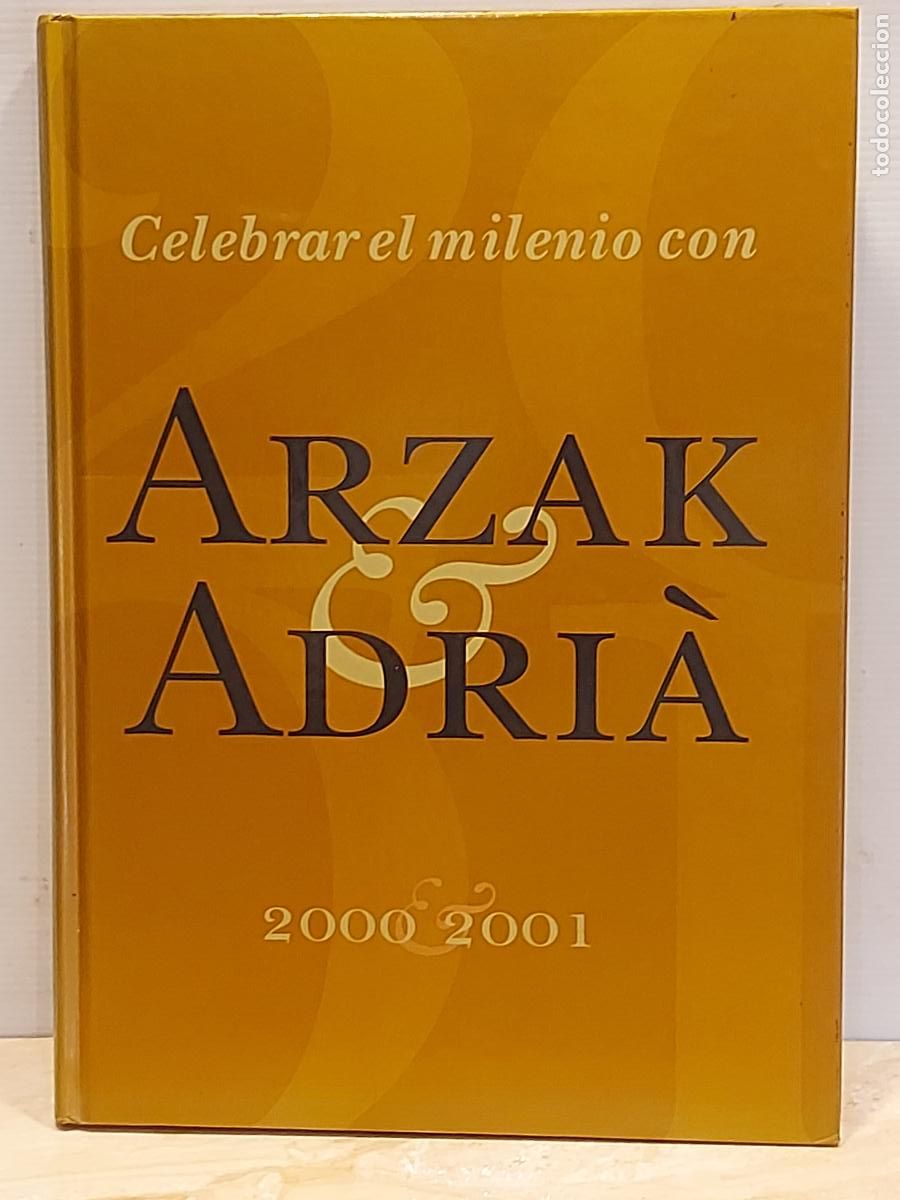 Celebrar el milenio con
ARZAK
&
ADRIÀ
2000 & 2001
todocoleccion